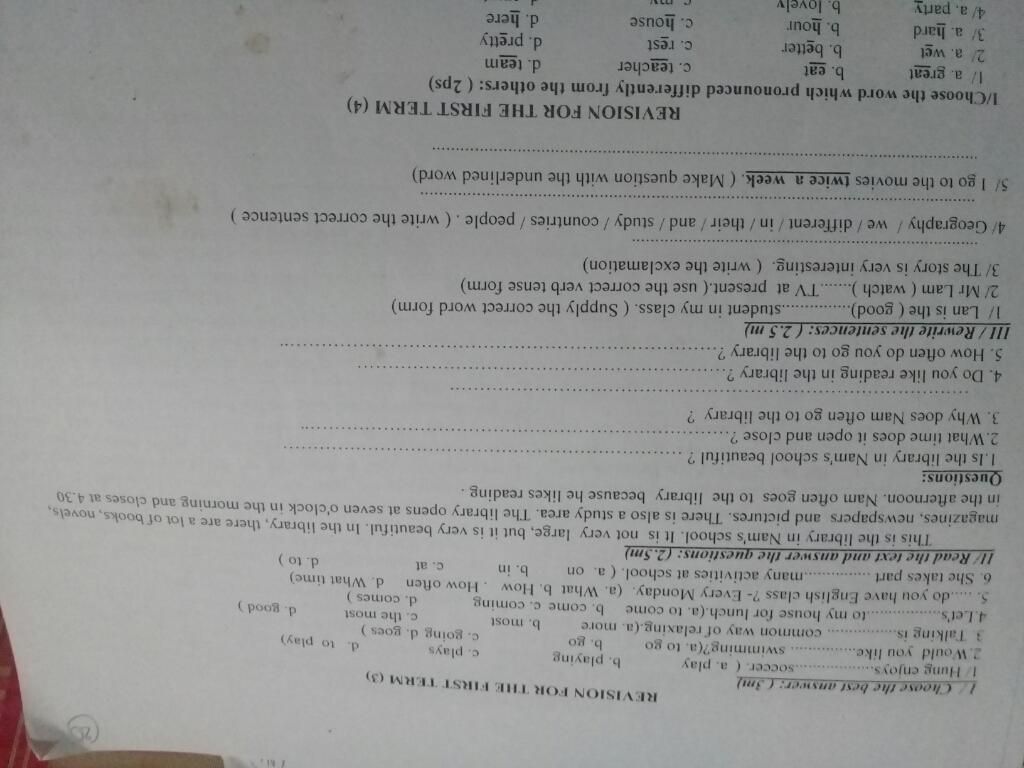 26
REVISION FOR THE FIRST TERM (3)
I / Choose the best answer: ( 3m)
1/ Hung enjoys..................soccer. ( a. play b. playing c. plays d. to play)
2.Would you like............... swimming?(a. to go b. go c. going d. goes )
3. Talking is............... common way of relaxing.(a. more b. most c. the most d. good )
4.Let's..................to my house for lunch.(a. to come b. come c. coming d. comes )
5. .....do you have English class ?- Every Monday. (a. What b. How . How often d. What time)
6. She takes part ...............many activities at school. ( a. on b. in c. at d. to )
II/ Read the text and answer the questions: (2.5m)
This is the library in Nam's school. It is not very large, but it is very beautiful. In the library, there are a lot of books, novels,
magazines, newspapers and pictures. There is also a study area. The library opens at seven o'clock in the morning and closes at 4.30
in the afternoon. Nam often goes to the library because he likes reading .
Questions:
1.Is the library in Nam's school beautiful ? ................................................................
2.What time does it open and close ?....................................................................
3. Why does Nam often go to the library ?
.....................................................................................
4. Do you like reading in the library ?............................................................
5. How often do you go to the library ?........................................................................
III / Rewrite the sentences: ( 2.5 m)
1/ Lan is the ( good)...............student in my class. ( Supply the correct word form)
2/ Mr Lam ( watch )......TV at present.( use the correct verb tense form)
3/ The story is very interesting. ( write the exclamation)
.........................................................
4/ Geography / we / different / in / their / and / study / countries / people . ( write the correct sentence )
...........................................................................................
5/ I go to the movies twice a week. ( Make question with the underlined word)
...........................................................................................
REVISION FOR THE FIRST TERM (4)
I/Choose the word which pronounced differently from the others: ( 2ps)
1/ a. great b. eat c. teacher d. team
2/ a. wet b. better c. rest d. pretty
3/ a. hard b. hour c. house d. here
4/ a. party b. lovely c. my